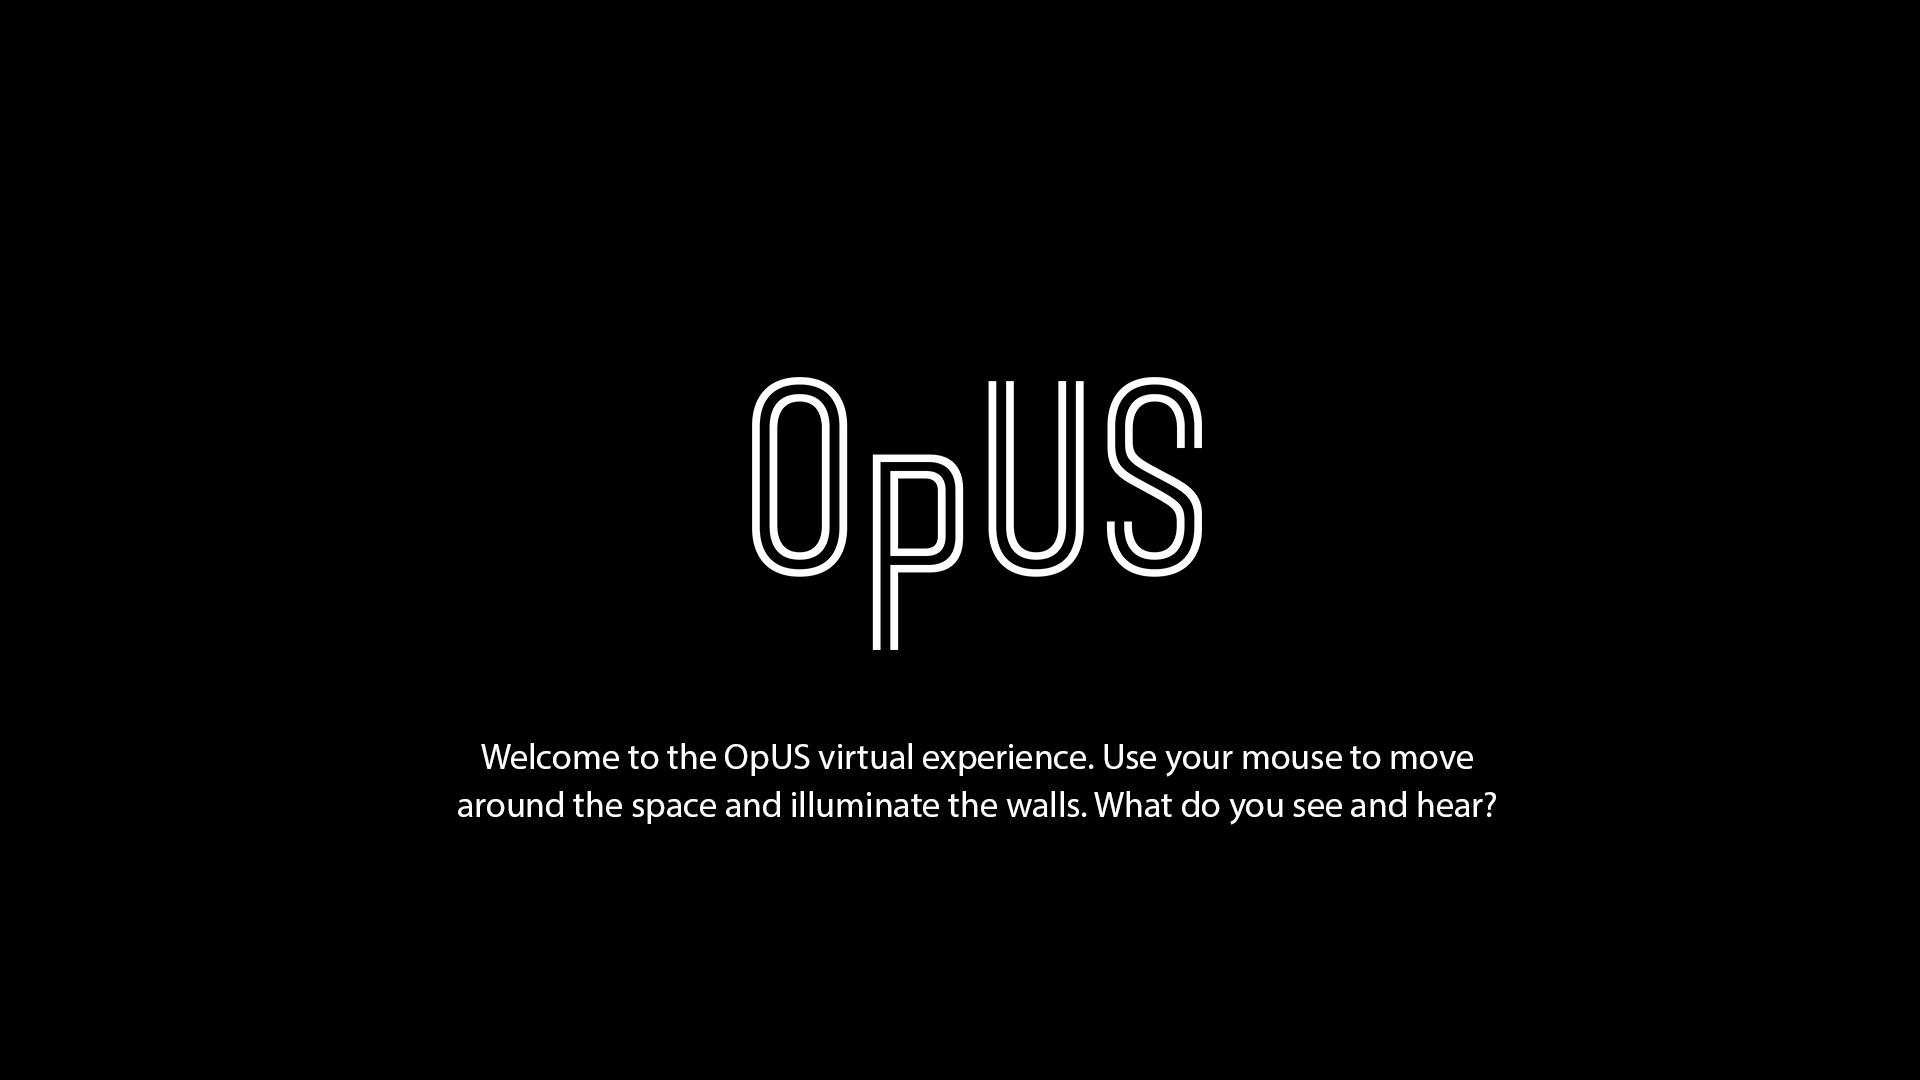 OpUS
Welcome to the OpUS virtual experience. Use your mouse to move
around the space and illuminate the walls. What do you see and hear?